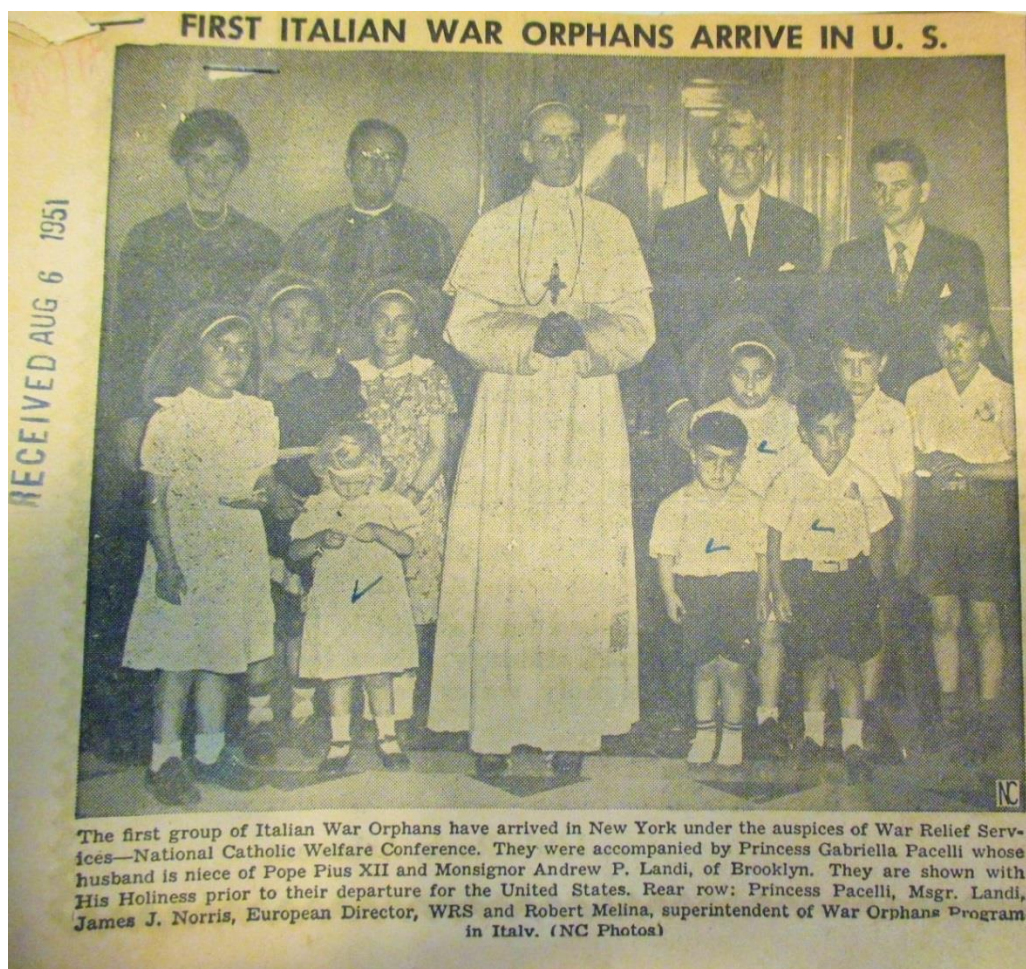 FIRST ITALIAN WAR ORPHANS ARRIVE IN U. S.
RECEIVED AUG 6 1951
NC
The first group of Italian War Orphans have arrived in New York under the auspices of War Relief Serv-
ices—National Catholic Welfare Conference. They were accompanied by Princess Gabriella Pacelli whose
husband is niece of Pope Pius XII and Monsignor Andrew P. Landi, of Brooklyn. They are shown with
His Holiness prior to their departure for the United States. Rear row: Princess Pacelli, Msgr. Landi,
James J. Norris, European Director, WRS and Robert Melina, superintendent of War Orphans Program
in Italy. (NC Photos)